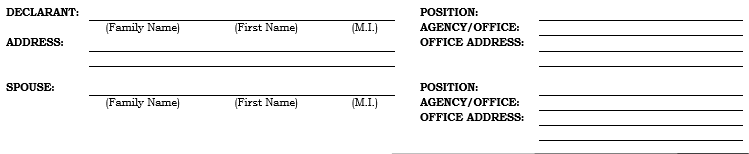 DECLARANT: POSITION:
(Family Name) (First Name) (M.I.) AGENCY/OFFICE:
ADDRESS: OFFICE ADDRESS:
SPOUSE: POSITION:
(Family Name) (First Name) (M.I.) AGENCY/OFFICE:
OFFICE ADDRESS: